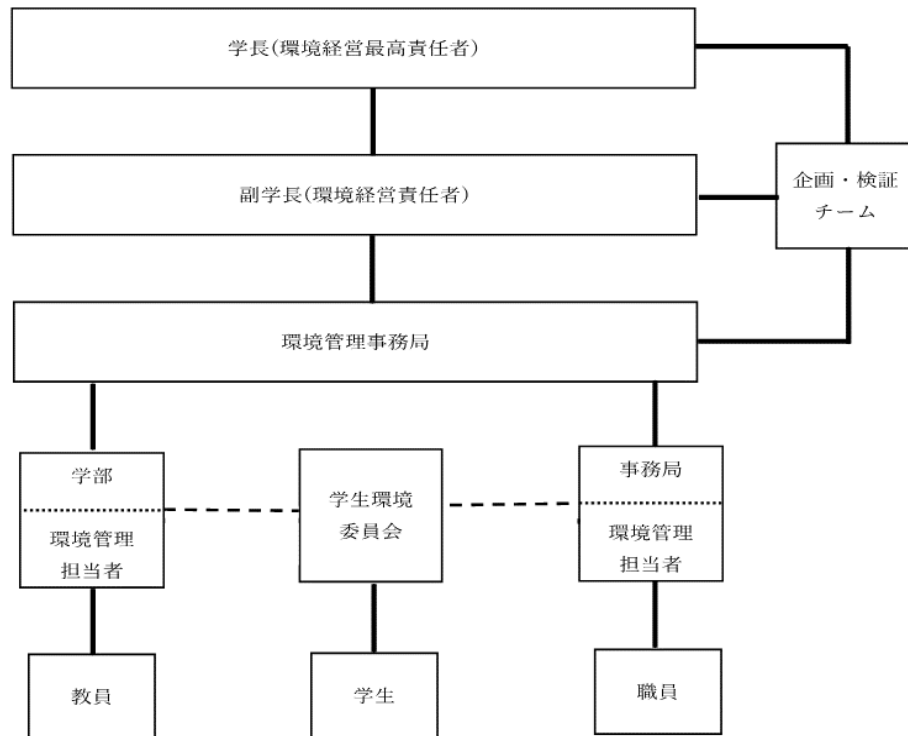 学長(環境経営最高責任者)
副学長(環境経営責任者)
企画・検証
チーム
環境管理事務局
学部
環境管理
担当者
学生環境
委員会
事務局
環境管理
担当者
教員
学生
職員